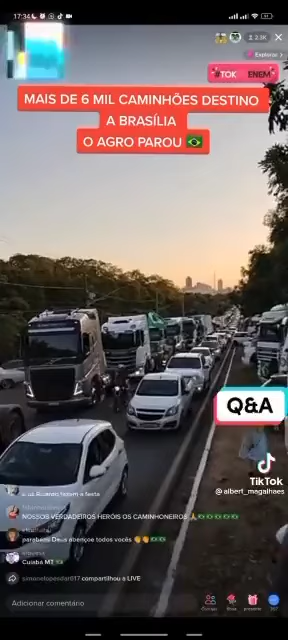 17:34
2.3K
Explorar >
#TOK
ENEM
MAIS DE 6 MIL CAMINHÕES DESTINO
A BRASÍLIA
O AGRO PAROU 🇧🇷
Q&A
TikTok
@albert_magalhaes
NOSSOS VERDADEIROS HERÓIS OS CAMINHONEIROS 🙏🇧🇷🇧🇷🇧🇷🇧🇷🇧🇷
parabéns Deus abençoe todos vocês 👏👏🇧🇷🇧🇷
Cuiabá MT 🇧🇷
compartilhou a LIVE
Adicionar comentário